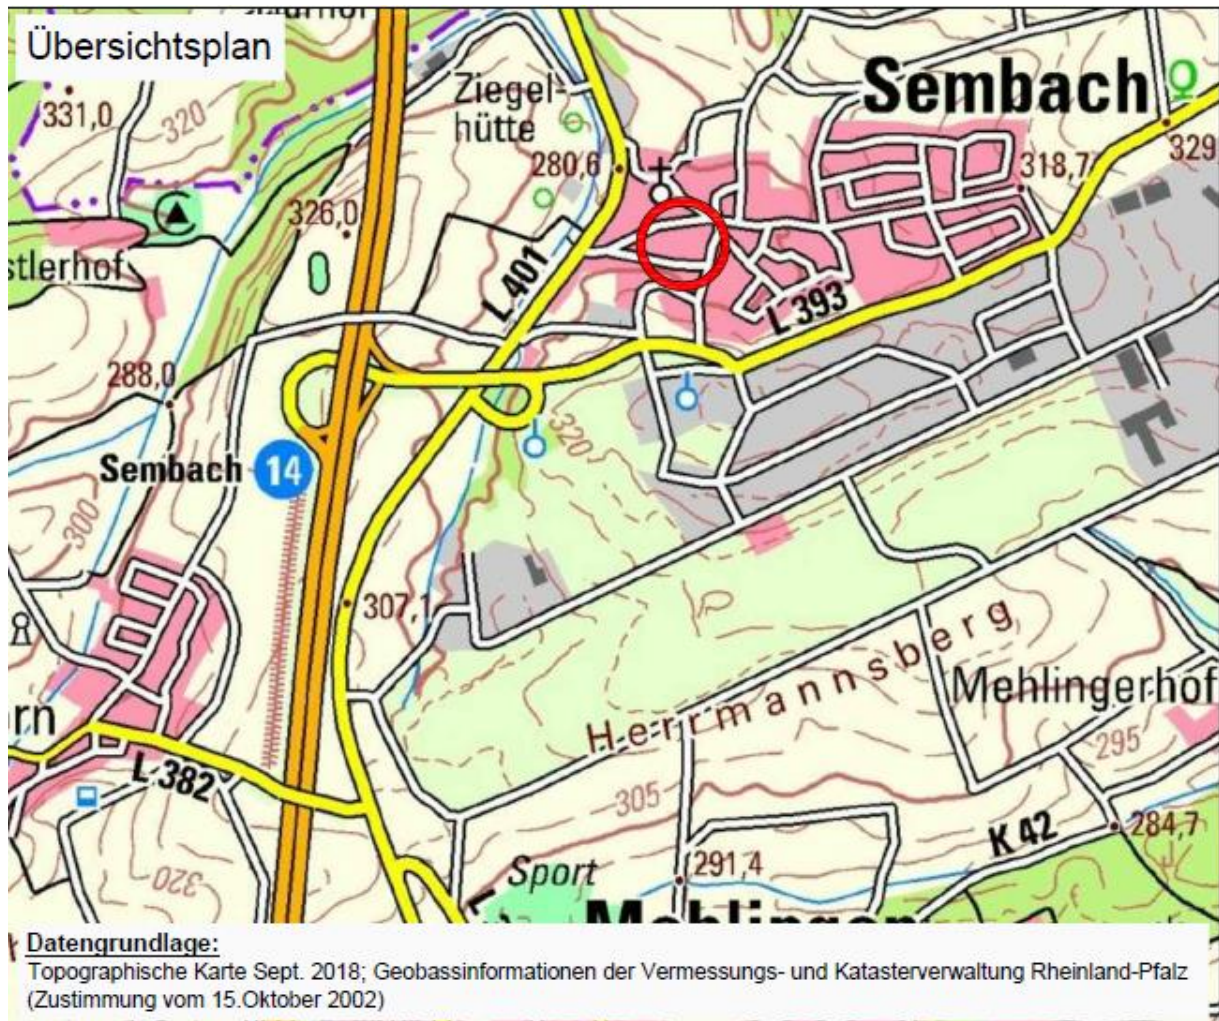 Übersichtsplan
331,0
320
Ziegel-
hütte
Sembach
280,6
318,7
329
326,0
stlerhof
L 401
L 393
288,0
320
Sembach 14
300
307,1
Herrmannsberg
Mehlingerhof
rn
295
L 382
305
K 42
284,7
320
Sport
291,4
Mehlingen
Datengrundlage:
Topographische Karte Sept. 2018; Geobassinformationen der Vermessungs- und Katasterverwaltung Rheinland-Pfalz
(Zustimmung vom 15.Oktober 2002)